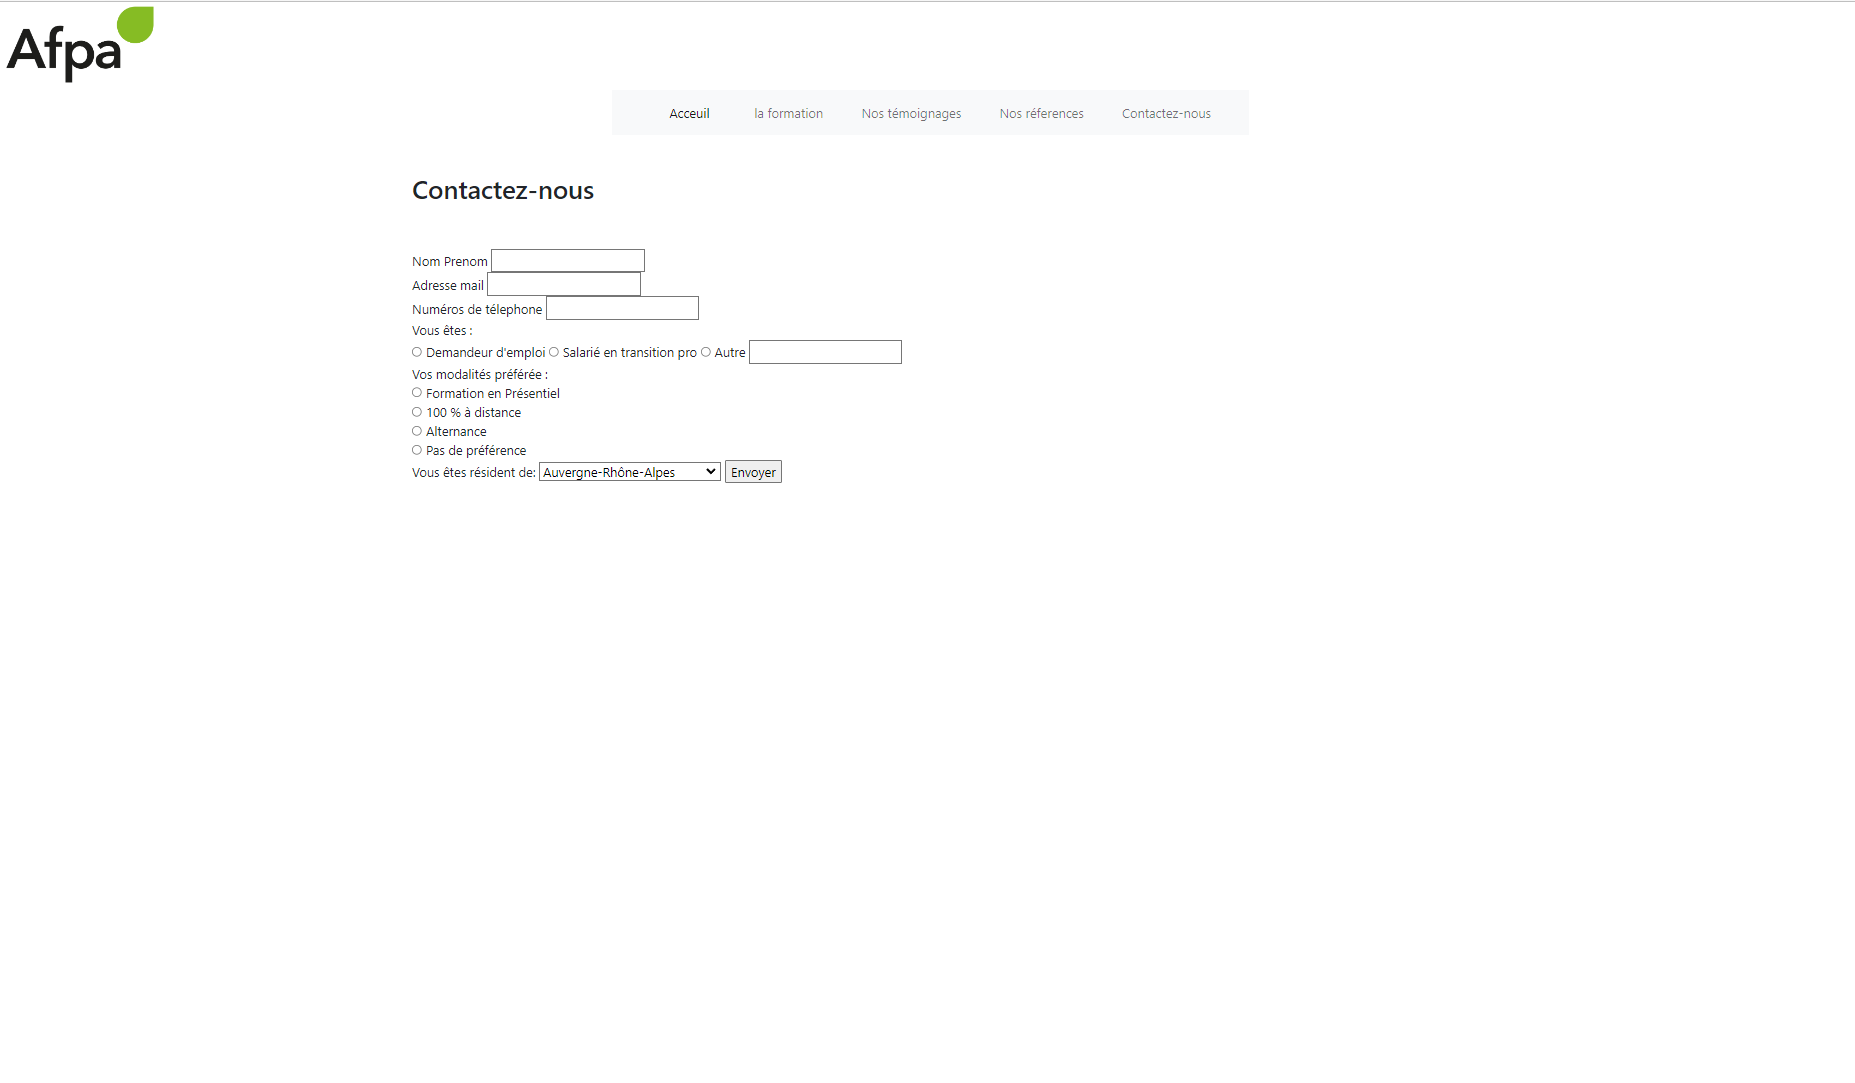 Afpa
Acceuil la formation Nos témoignages Nos réferences Contactez-nous
Contactez-nous
Nom Prenom
Adresse mail
Numéros de télephone
Vous êtes :
Demandeur d'emploi Salarié en transition pro Autre
Vos modalités préférée :
Formation en Présentiel
100 % à distance
Alternance
Pas de préférence
Vous êtes résident de: Auvergne-Rhône-Alpes Envoyer